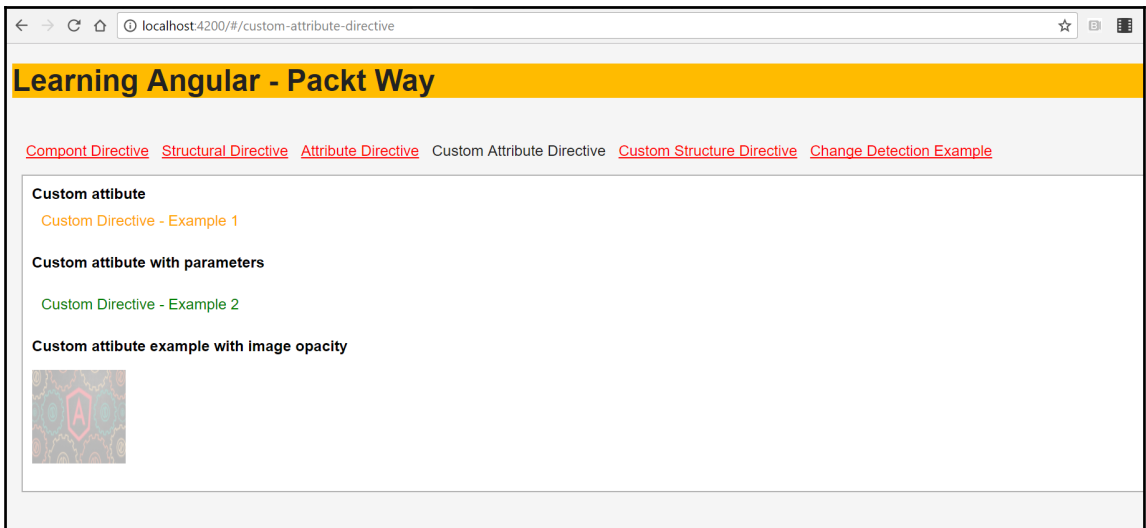 localhost:4200/#/custom-attribute-directive
Learning Angular - Packt Way
Compont Directive Structural Directive Attribute Directive Custom Attribute Directive Custom Structure Directive Change Detection Example
Custom attibute
Custom Directive - Example 1
Custom attibute with parameters
Custom Directive - Example 2
Custom attibute example with image opacity
A